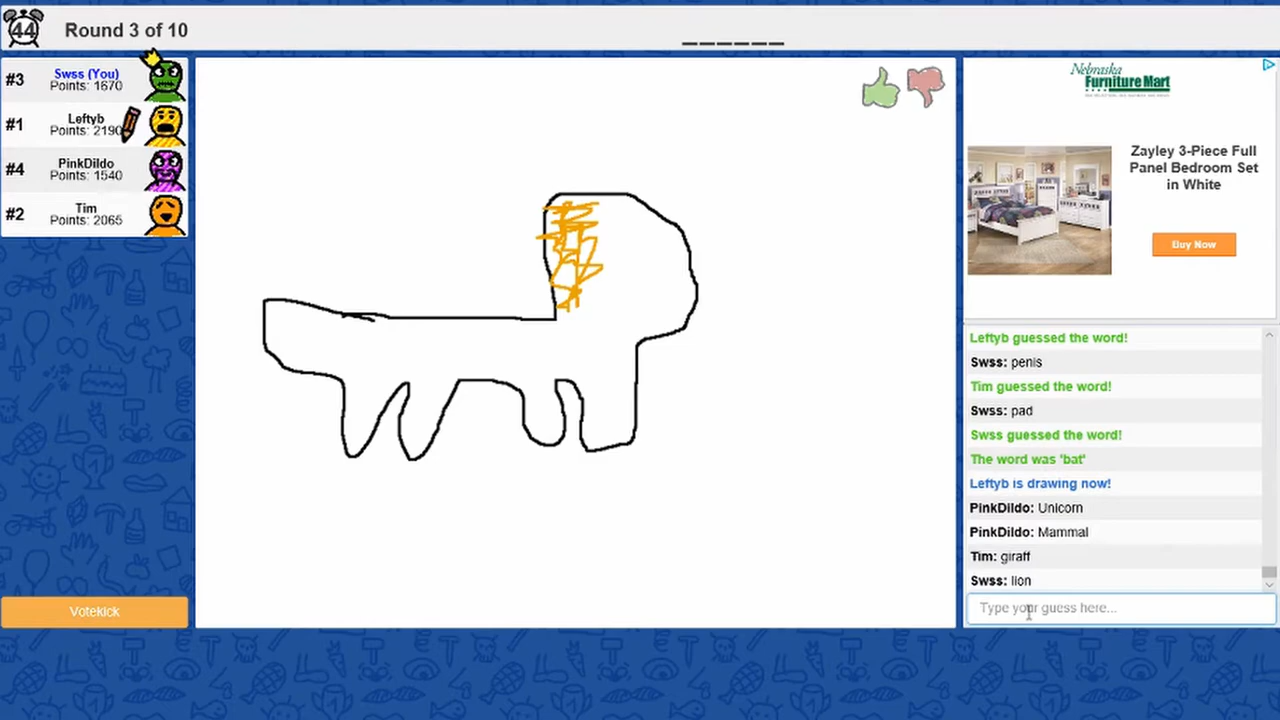 44
Round 3 of 10
______
#3
Swss (You)
Points: 1670
#1
Leftyb
Points: 2190
#4
PinkDildo
Points: 1540
#2
Tim
Points: 2065
Votekick
Nebraska
Furniture Mart
Zayley 3-Piece Full
Panel Bedroom Set
in White
Buy Now
Leftyb guessed the word!
Swss: penis
Tim guessed the word!
Swss: pad
Swss guessed the word!
The word was 'bat'
Leftyb is drawing now!
PinkDildo: Unicorn
PinkDildo: Mammal
Tim: giraff
Swss: lion
Type your guess here...